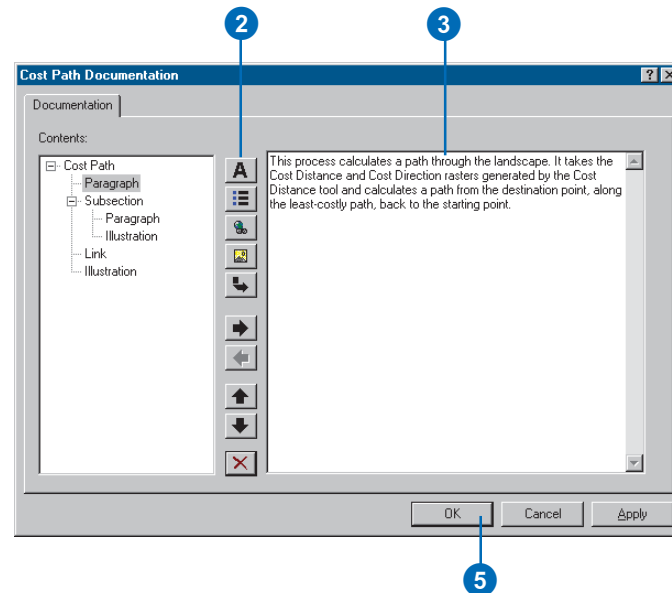 2 3
Cost Path Documentation
Documentation
Contents:
Cost Path
Paragraph
Subsection
Paragraph
Illustration
Link
Illustration
A
This process calculates a path through the landscape. It takes the
Cost Distance and Cost Direction rasters generated by the Cost
Distance tool and calculates a path from the destination point, along
the least-costly path, back to the starting point.
OK Cancel Apply
5